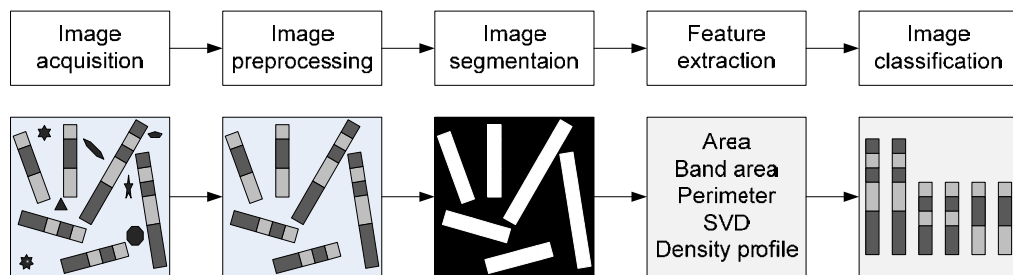 Image
acquisition
Image
preprocessing
Image
segmentaion
Feature
extraction
Image
classification
Area
Band area
Perimeter
SVD
Density profile